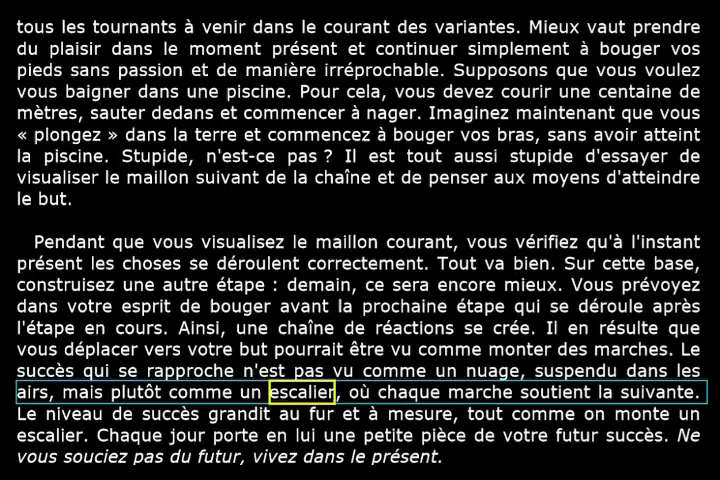 tous les tournants à venir dans le courant des variantes. Mieux vaut prendre
du plaisir dans le moment présent et continuer simplement à bouger vos
pieds sans passion et de manière irréprochable. Supposons que vous voulez
vous baigner dans une piscine. Pour cela, vous devez courir une centaine de
mètres, sauter dedans et commencer à nager. Imaginez maintenant que vous
« plongez » dans la terre et commencez à bouger vos bras, sans avoir atteint
la piscine. Stupide, n'est-ce pas ? Il est tout aussi stupide d'essayer de
visualiser le maillon suivant de la chaîne et de penser aux moyens d'atteindre
le but.
Pendant que vous visualisez le maillon courant, vous vérifiez qu'à l'instant
présent les choses se déroulent correctement. Tout va bien. Sur cette base,
construisez une autre étape : demain, ce sera encore mieux. Vous prévoyez
dans votre esprit de bouger avant la prochaine étape qui se déroule après
l'étape en cours. Ainsi, une chaîne de réactions se crée. Il en résulte que
vous déplacer vers votre but pourrait être vu comme monter des marches. Le
succès qui se rapproche n'est pas vu comme un nuage, suspendu dans les
airs, mais plutôt comme un escalier, où chaque marche soutient la suivante.
Le niveau de succès grandit au fur et à mesure, tout comme on monte un
escalier. Chaque jour porte en lui une petite pièce de votre futur succès. Ne
vous souciez pas du futur, vivez dans le présent.